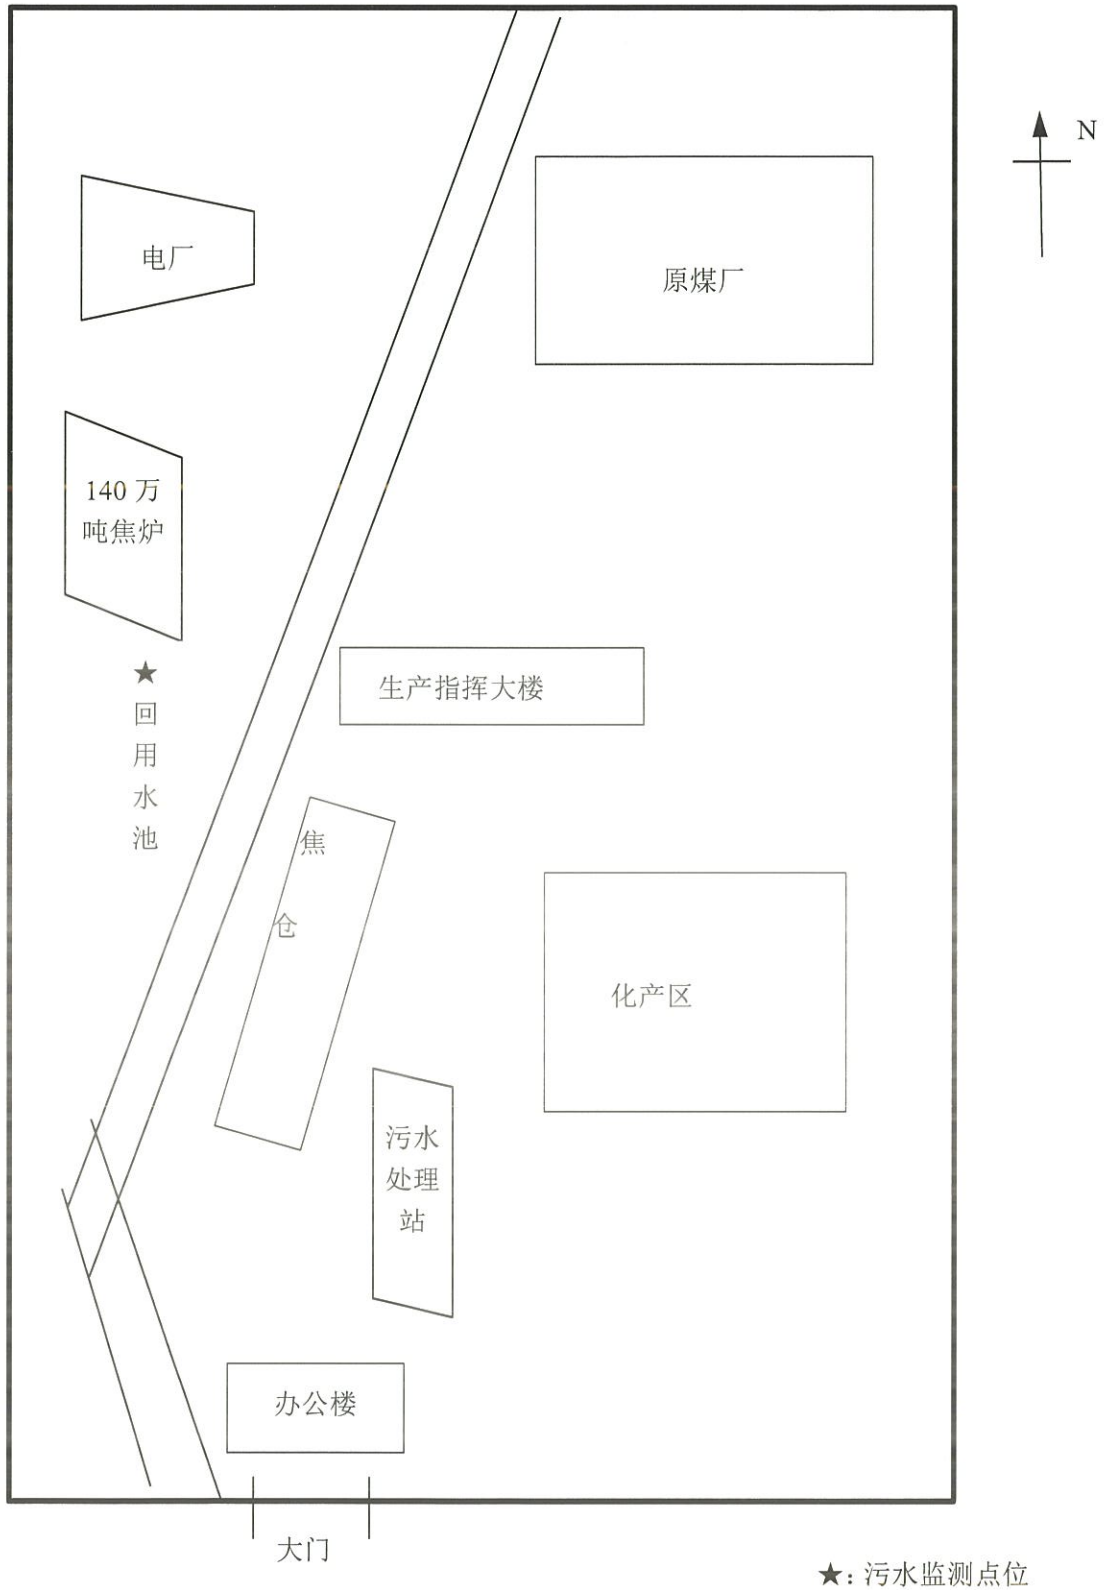 N
电厂
原煤厂
140 万
吨焦炉
生产指挥大楼
★
回
用
水
池
焦
仓
化产区
污水
处理
站
办公楼
大门
★：污水监测点位